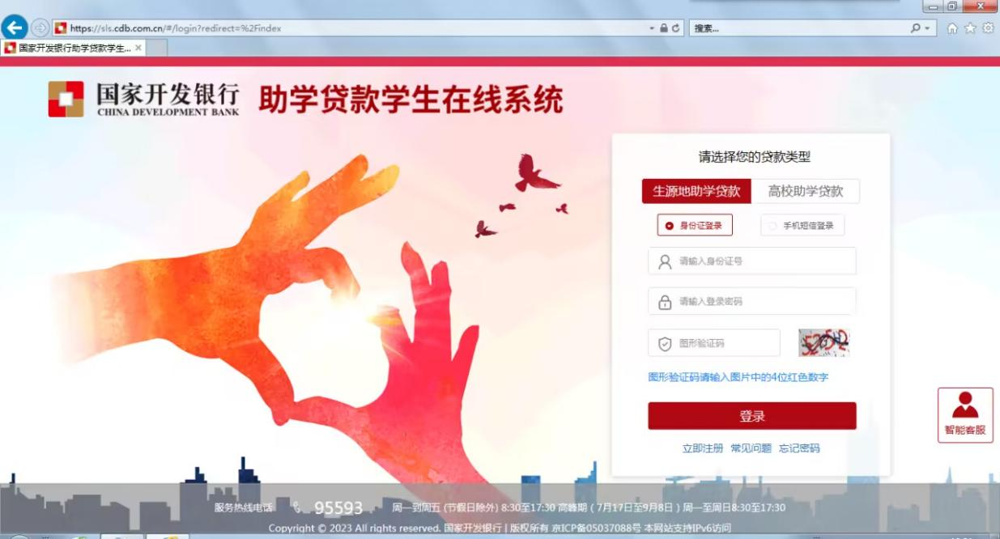 https://sls.cdb.com.cn/#/login?redirect=%2Findex
搜索...
国家开发银行助学贷款学生...
国家开发银行
CHINA DEVELOPMENT BANK
助学贷款学生在线系统
请选择您的贷款类型
生源地助学贷款 高校助学贷款
身份证登录 手机短信登录
请输入身份证号
请输入登录密码
图形验证码
图形验证码请输入图片中的4位红色数字
登录
立即注册 常见问题 忘记密码
智能客服
服务热线电话 95593 周一到周五 (节假日除外) 8:30至17:30 高峰期 ( 7月17日至9月8日 ) 周一至周日8:30至17:30
Copyright © 2023 All rights reserved. 国家开发银行 | 版权所有 京ICP备05037088号 本网站支持IPv6访问